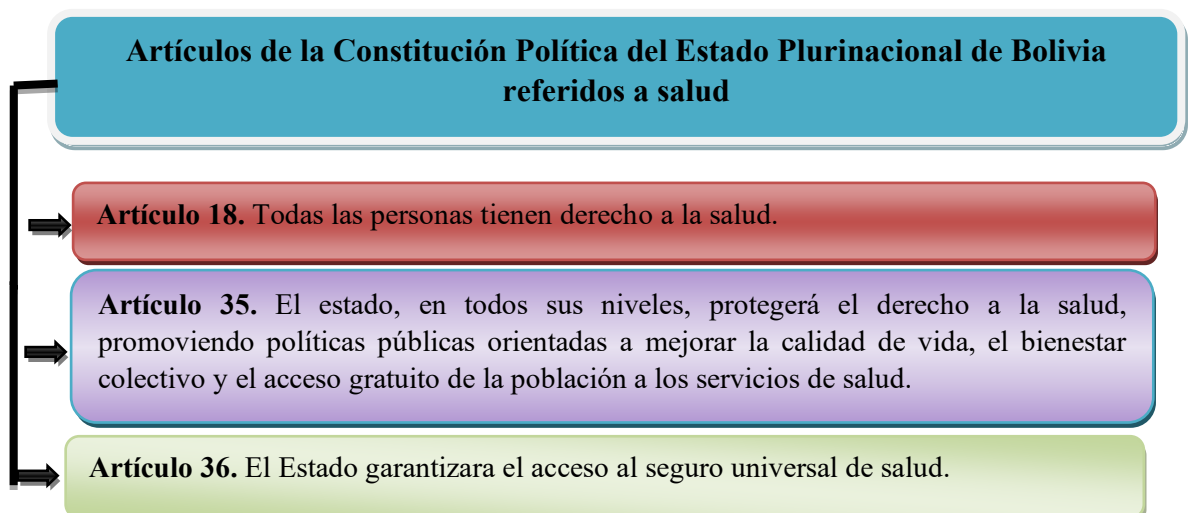 Artículos de la Constitución Política del Estado Plurinacional de Bolivia
referidos a salud
Artículo 18. Todas las personas tienen derecho a la salud.
Artículo 35. El estado, en todos sus niveles, protegerá el derecho a la salud,
promoviendo políticas públicas orientadas a mejorar la calidad de vida, el bienestar
colectivo y el acceso gratuito de la población a los servicios de salud.
Artículo 36. El Estado garantizara el acceso al seguro universal de salud.